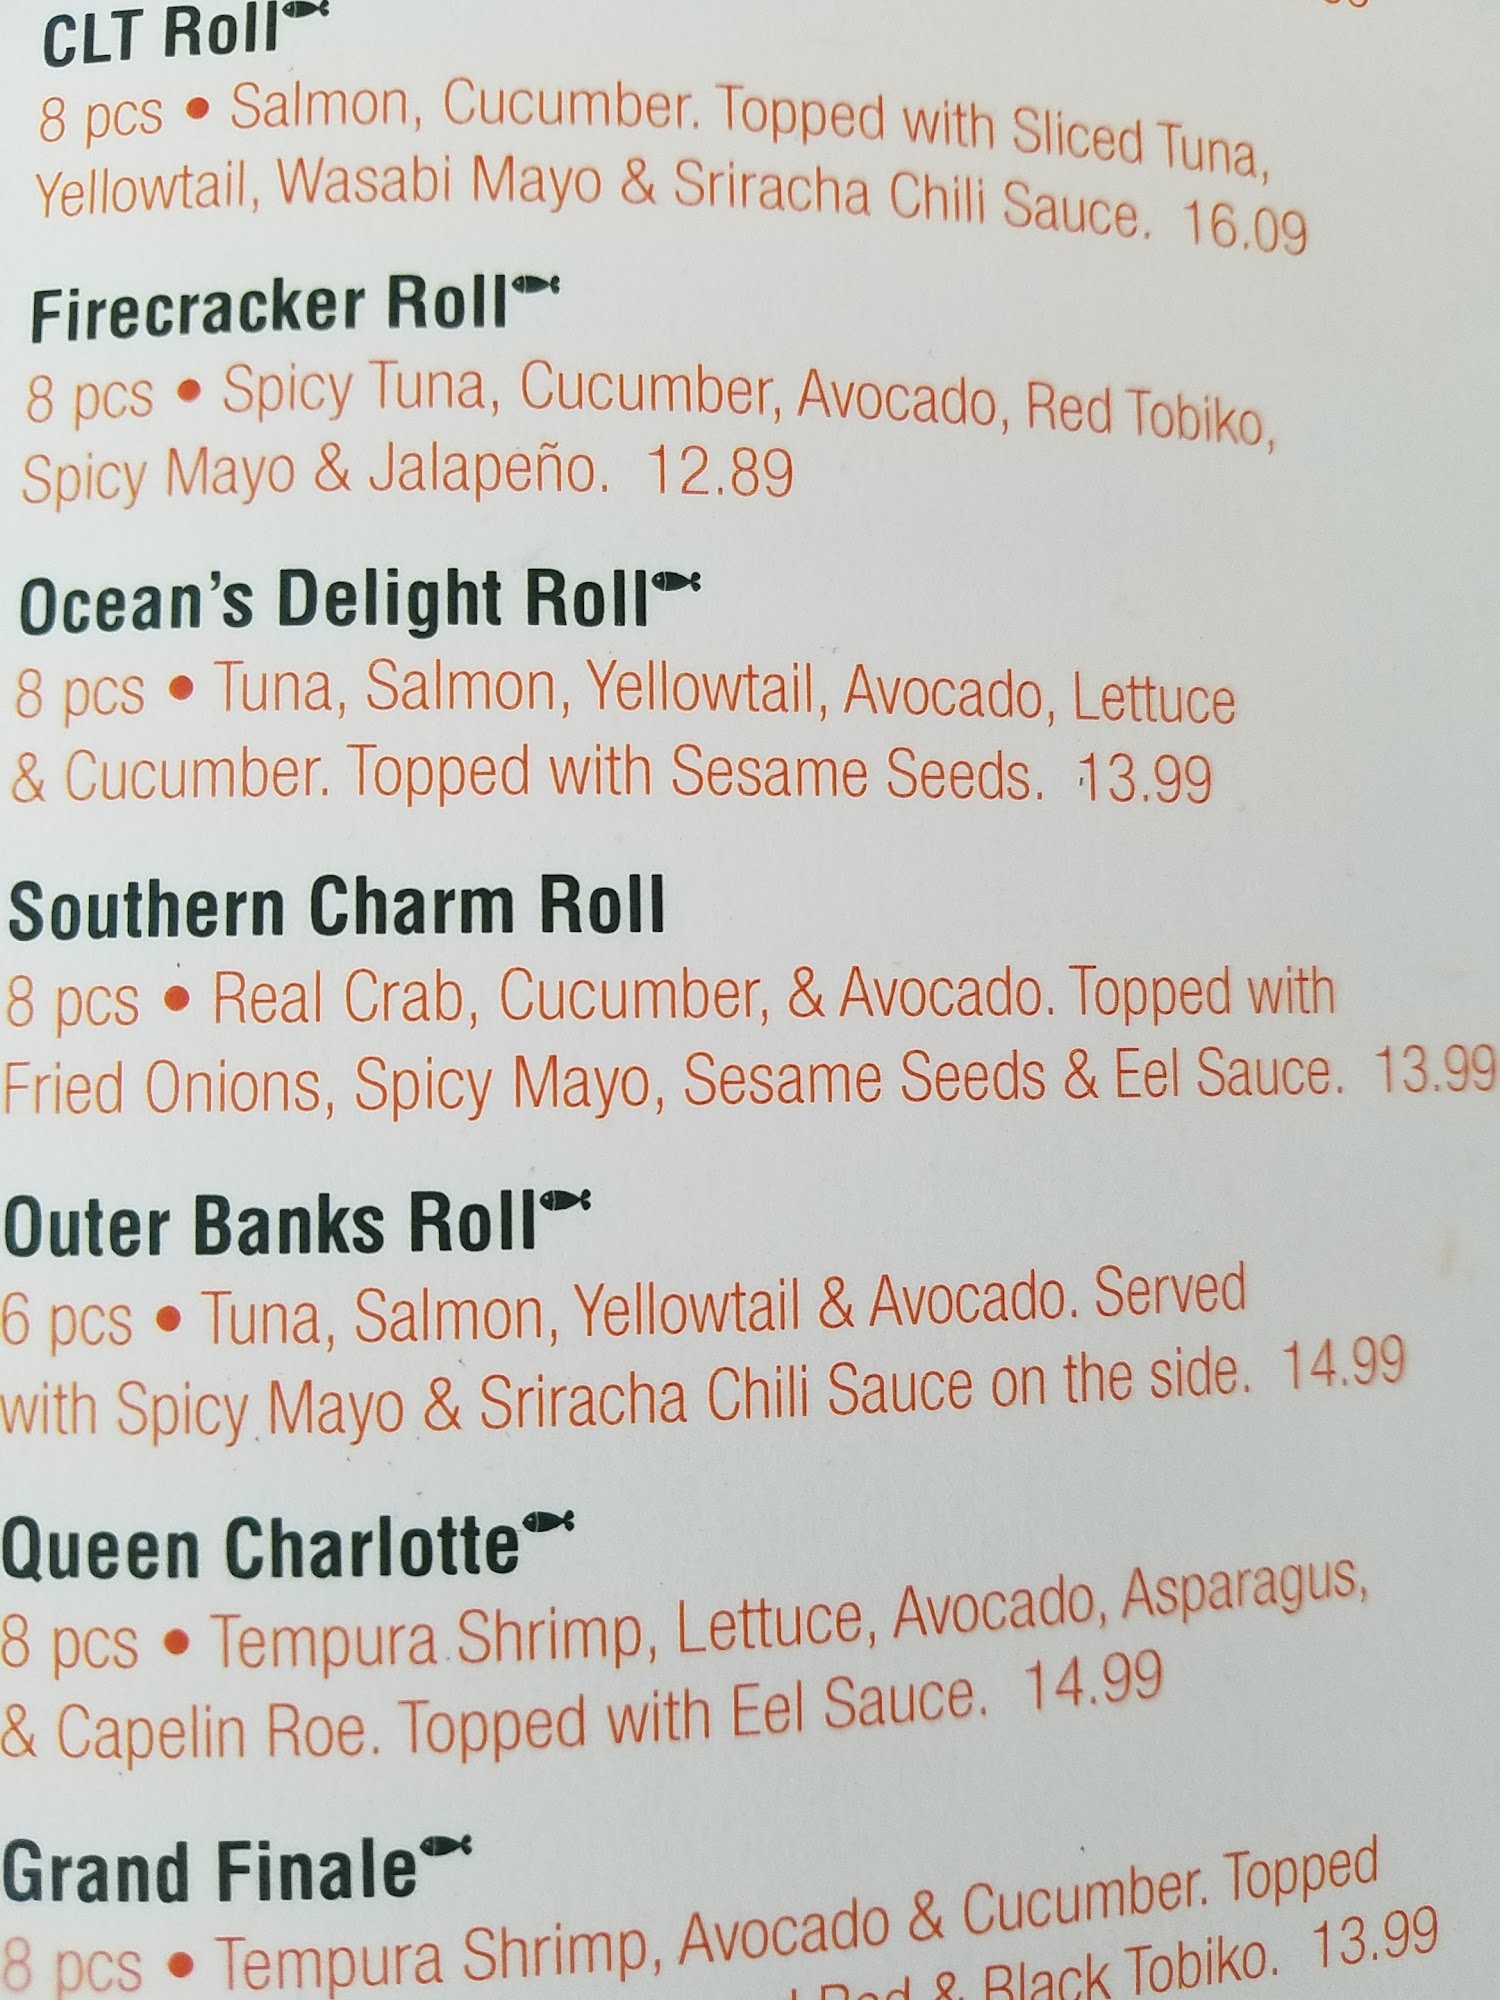 CLT Roll
8 pcs • Salmon, Cucumber. Topped with Sliced Tuna,
Yellowtail, Wasabi Mayo & Sriracha Chili Sauce. 16.09
Firecracker Roll
8 pcs • Spicy Tuna, Cucumber, Avocado, Red Tobiko,
Spicy Mayo & Jalapeño. 12.89
Ocean's Delight Roll
8 pcs • Tuna, Salmon, Yellowtail, Avocado, Lettuce
& Cucumber. Topped with Sesame Seeds. 13.99
Southern Charm Roll
8 pcs • Real Crab, Cucumber, & Avocado. Topped with
Fried Onions, Spicy Mayo, Sesame Seeds & Eel Sauce. 13.99
Outer Banks Roll
6 pcs • Tuna, Salmon, Yellowtail & Avocado. Served
with Spicy Mayo & Sriracha Chili Sauce on the side. 14.99
Queen Charlotte
8 pcs • Tempura Shrimp, Lettuce, Avocado, Asparagus,
& Capelin Roe. Topped with Eel Sauce. 14.99
Grand Finale
8 pcs • Tempura Shrimp, Avocado & Cucumber. Topped
Red & Black Tobiko. 13.99